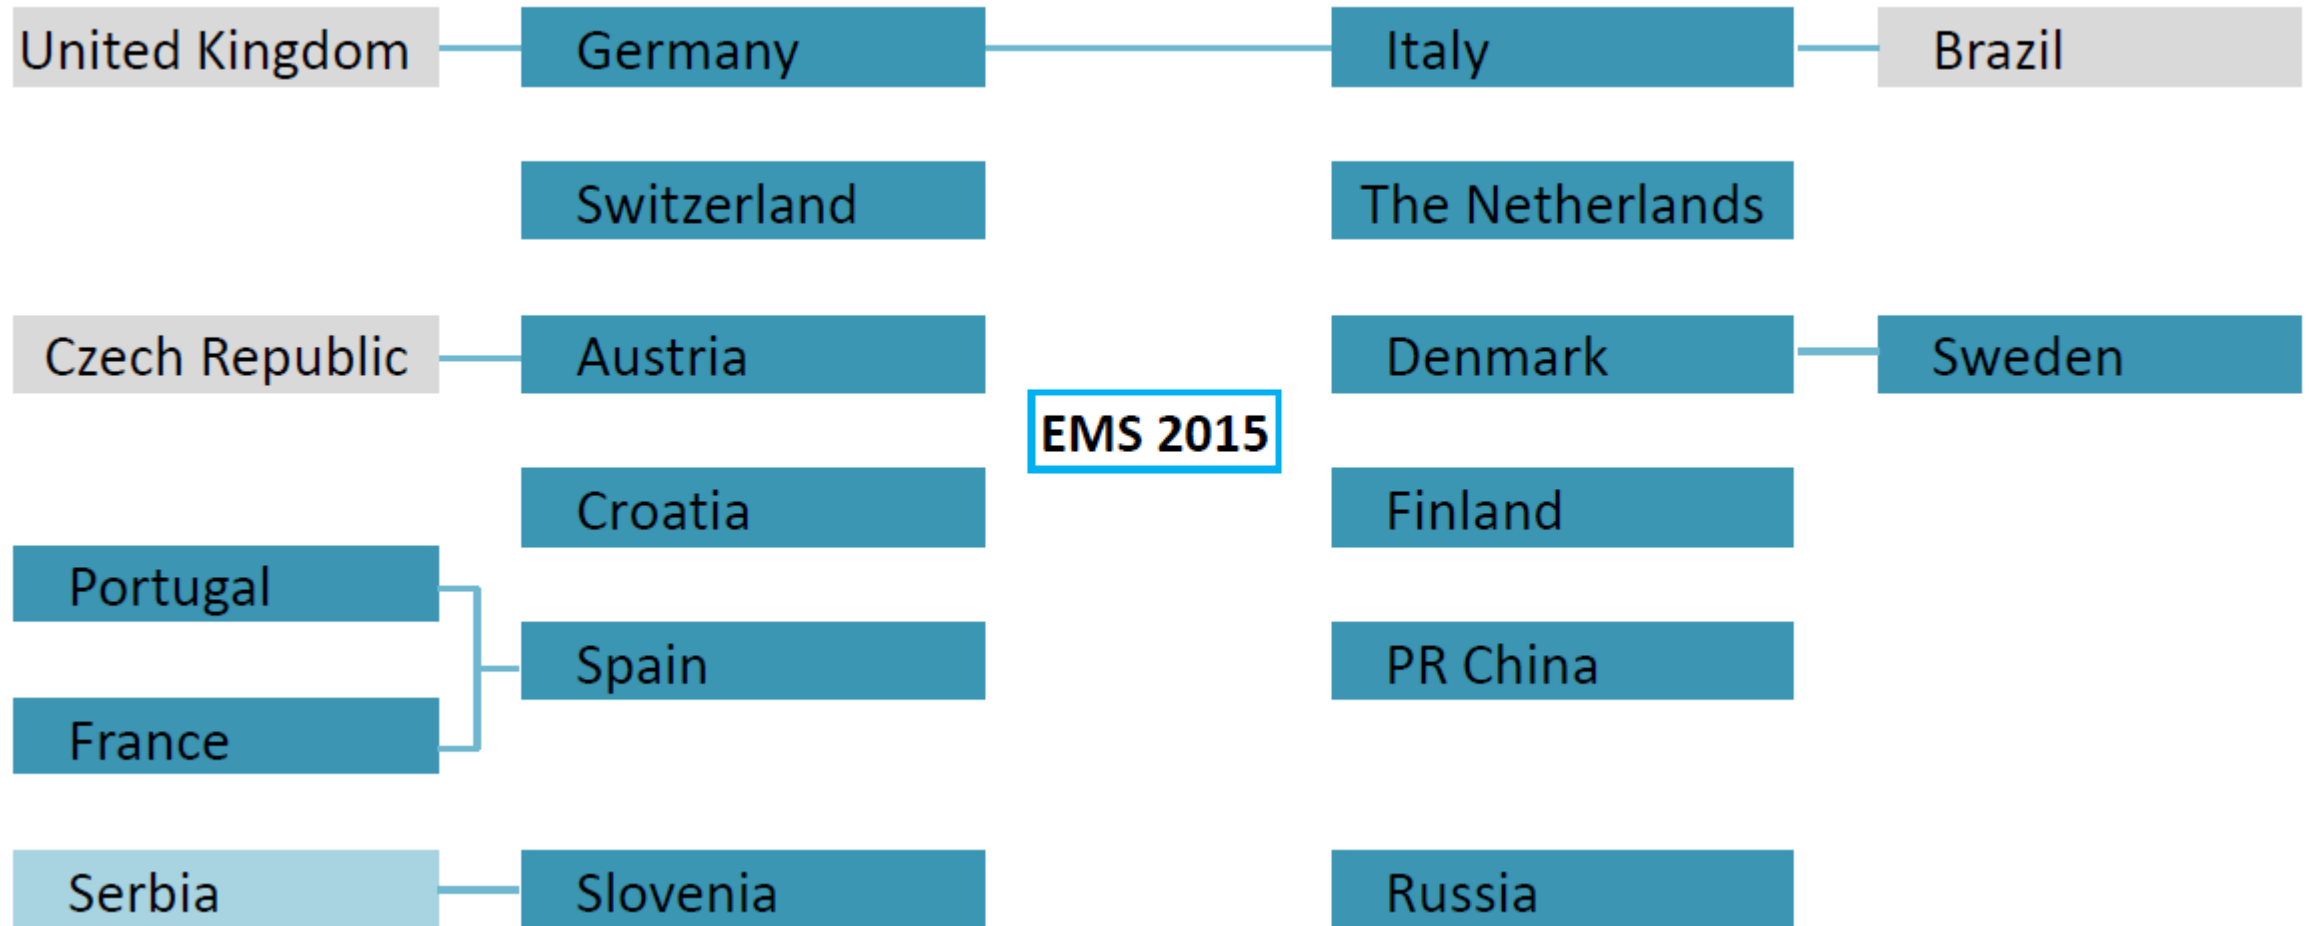 United Kingdom
Germany
Italy
Brazil
Switzerland
The Netherlands
Czech Republic
Austria
Denmark
Sweden
EMS 2015
Croatia
Finland
Portugal
Spain
PR China
France
Serbia
Slovenia
Russia